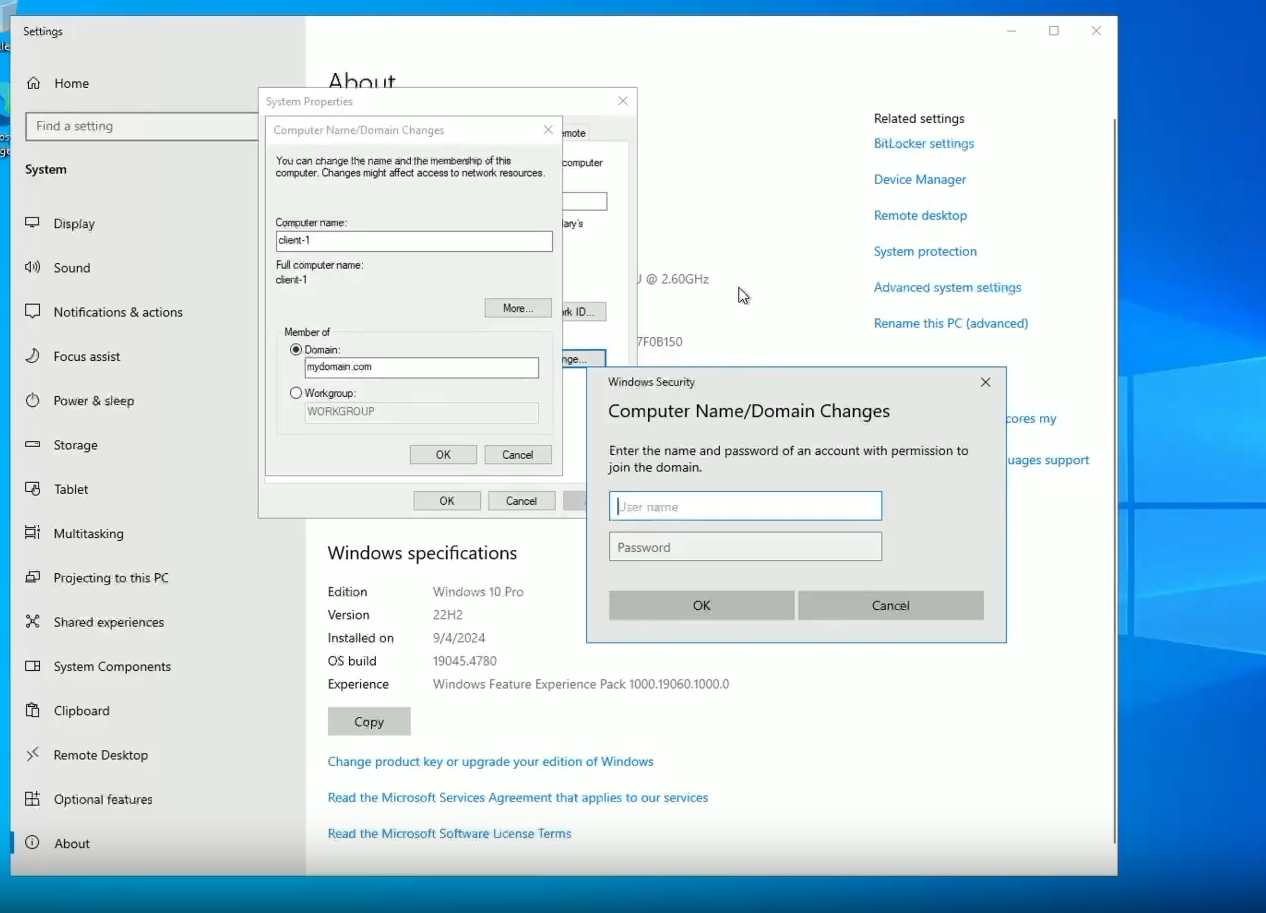 Settings
Home
Find a setting
System
Display
Sound
Notifications & actions
Focus assist
Power & sleep
Storage
Tablet
Multitasking
Projecting to this PC
Shared experiences
System Components
Clipboard
Remote Desktop
Optional features
About
About
System Properties
computer
Computer Name/Domain Changes
You can change the name and the membership of this
computer. Changes might affect access to network resources.
Computer name:
client-1
Full computer name:
client-1
More...
Member of
Domain:
mydomain.com
Workgroup:
WORKGROUP
OK
Cancel
OK
Cancel
@ 2.60GHz
7F0B150
Windows Security
Computer Name/Domain Changes
Enter the name and password of an account with permission to
join the domain.
User name
Password
OK
Cancel
Windows specifications
Edition Windows 10 Pro
Version 22H2
Installed on 9/4/2024
OS build 19045.4780
Experience Windows Feature Experience Pack 1000.19060.1000.0
Copy
Change product key or upgrade your edition of Windows
Read the Microsoft Services Agreement that applies to our services
Read the Microsoft Software License Terms
Related settings
BitLocker settings
Device Manager
Remote desktop
System protection
Advanced system settings
Rename this PC (advanced)
my
support